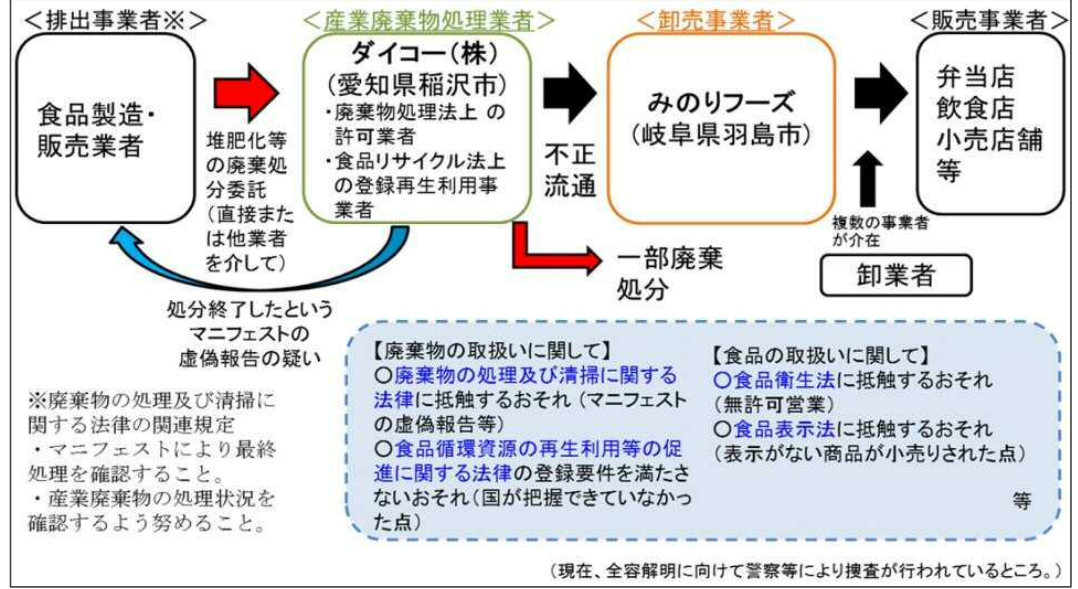 <排出事業者※>
食品製造・
販売業者
堆肥化等
の廃棄処
分委託
(直接また
は他業者
を介して)
<産業廃棄物処理業者>
ダイコー(株)
(愛知県稲沢市)
・廃棄物処理法上 の
許可業者
・食品リサイクル法上
の登録再生利用事
業者
不正
流通
<卸売事業者>
みのりフーズ
(岐阜県羽島市)
<販売事業者>
弁当店
飲食店
小売店舗
等
複数の事業者
が介在
卸業者
一部廃棄
処分
処分終了したという
マニフェストの
虚偽報告の疑い
※廃棄物の処理及び清掃に
関する法律の関連規定
・マニフェストにより最終
処理を確認すること。
・産業廃棄物の処理状況を
確認するよう努めること。
【廃棄物の取扱いに関して】
○廃棄物の処理及び清掃に関する
法律に抵触するおそれ(マニフェスト
の虚偽報告等)
○食品循環資源の再生利用等の促
進に関する法律の登録要件を満たさ
ないおそれ(国が把握できていなかっ
た点)
【食品の取扱いに関して】
○食品衛生法に抵触するおそれ
(無許可営業)
○食品表示法に抵触するおそれ
(表示がない商品が小売りされた点)
等
(現在、全容解明に向けて警察等により捜査が行われているところ。)